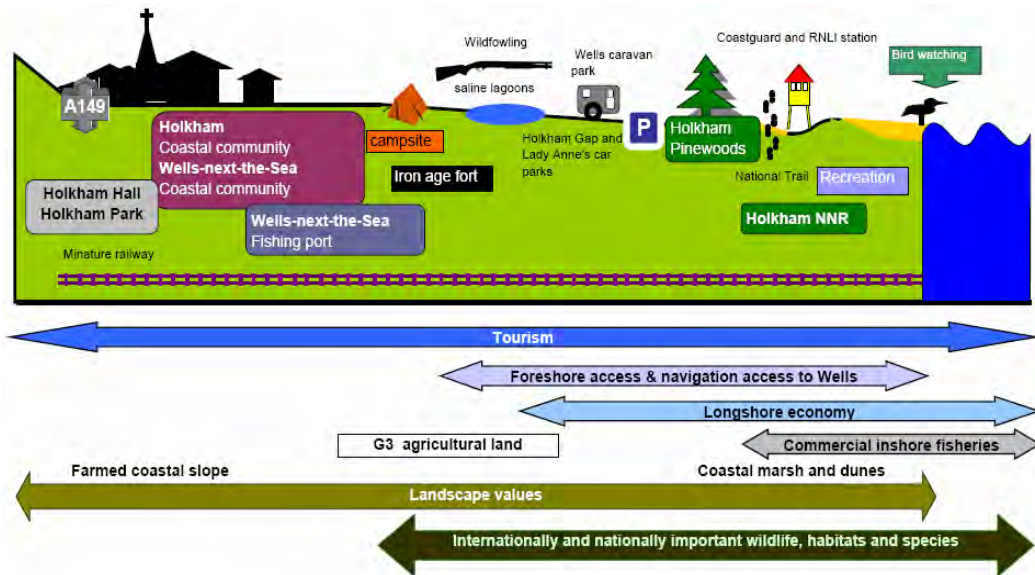 Coastguard and RNLI station
Wildfowling
Wells caravan
park
Bird watching
saline lagoons
A149
P
Holkham
Coastal community
Wells-next-the-Sea
Coastal community
campsite
Holkham Gap and
Lady Anne's car
parks
Holkham
Pinewoods
Iron age fort
National Trail
Recreation
Holkham Hall
Holkham Park
Wells-next-the-Sea
Fishing port
Holkham NNR
Minature railway
Tourism
Foreshore access & navigation access to Wells
Longshore economy
G3 agricultural land
Commercial inshore fisheries
Farmed coastal slope
Coastal marsh and dunes
Landscape values
Internationally and nationally important wildlife, habitats and species